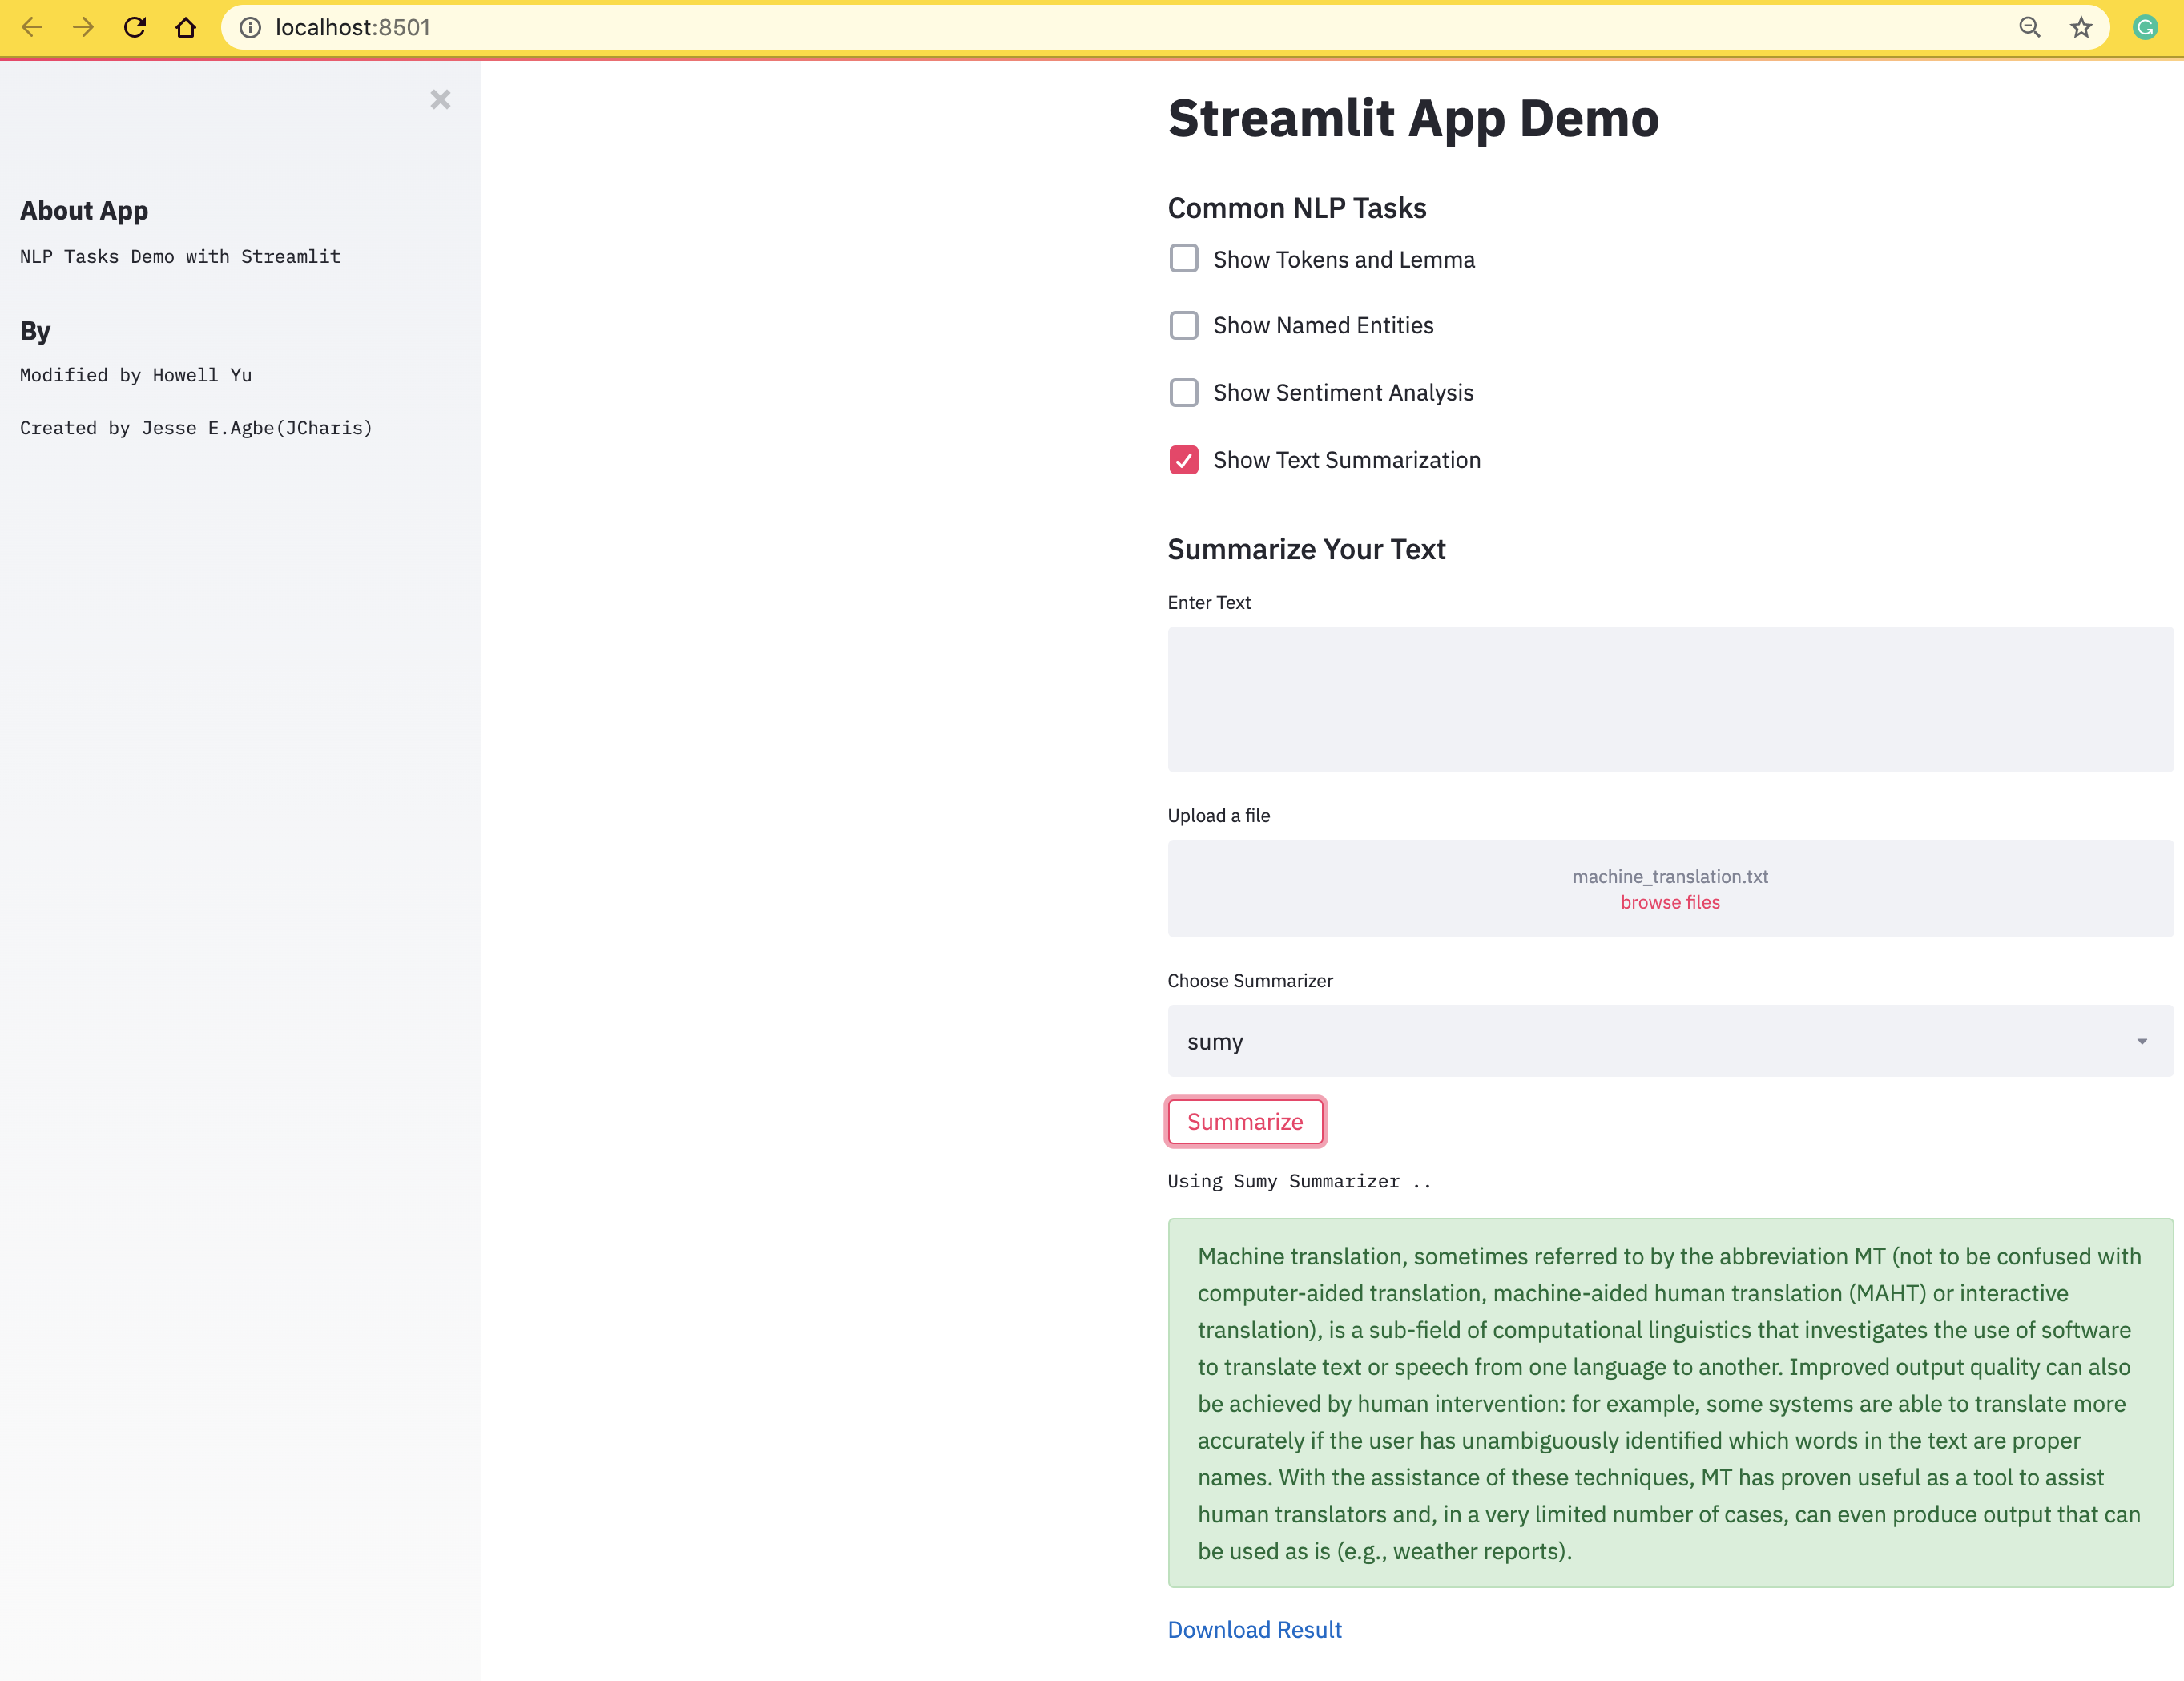 localhost:8501
About App
NLP Tasks Demo with Streamlit
By
Modified by Howell Yu
Created by Jesse E.Agbe(JCharis)
Streamlit App Demo
Common NLP Tasks
Show Tokens and Lemma
Show Named Entities
Show Sentiment Analysis
Show Text Summarization
Summarize Your Text
Enter Text
Upload a file
machine_translation.txt
browse files
Choose Summarizer
sumy
Summarize
Using Sumy Summarizer ..
Machine translation, sometimes referred to by the abbreviation MT (not to be confused with
computer-aided translation, machine-aided human translation (MAHT) or interactive
translation), is a sub-field of computational linguistics that investigates the use of software
to translate text or speech from one language to another. Improved output quality can also
be achieved by human intervention: for example, some systems are able to translate more
accurately if the user has unambiguously identified which words in the text are proper
names. With the assistance of these techniques, MT has proven useful as a tool to assist
human translators and, in a very limited number of cases, can even produce output that can
be used as is (e.g., weather reports).
Download Result